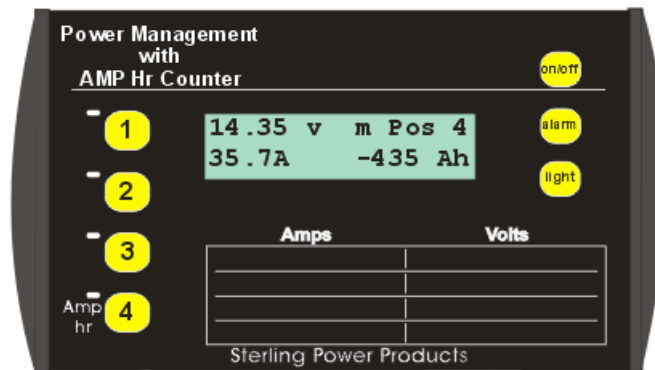 Power Management
with
AMP Hr Counter
on/off
1
14.35 v m Pos 4
alarm
35.7A -435 Ah
light
2
Amps Volts
3
Amp hr
4
Sterling Power Products